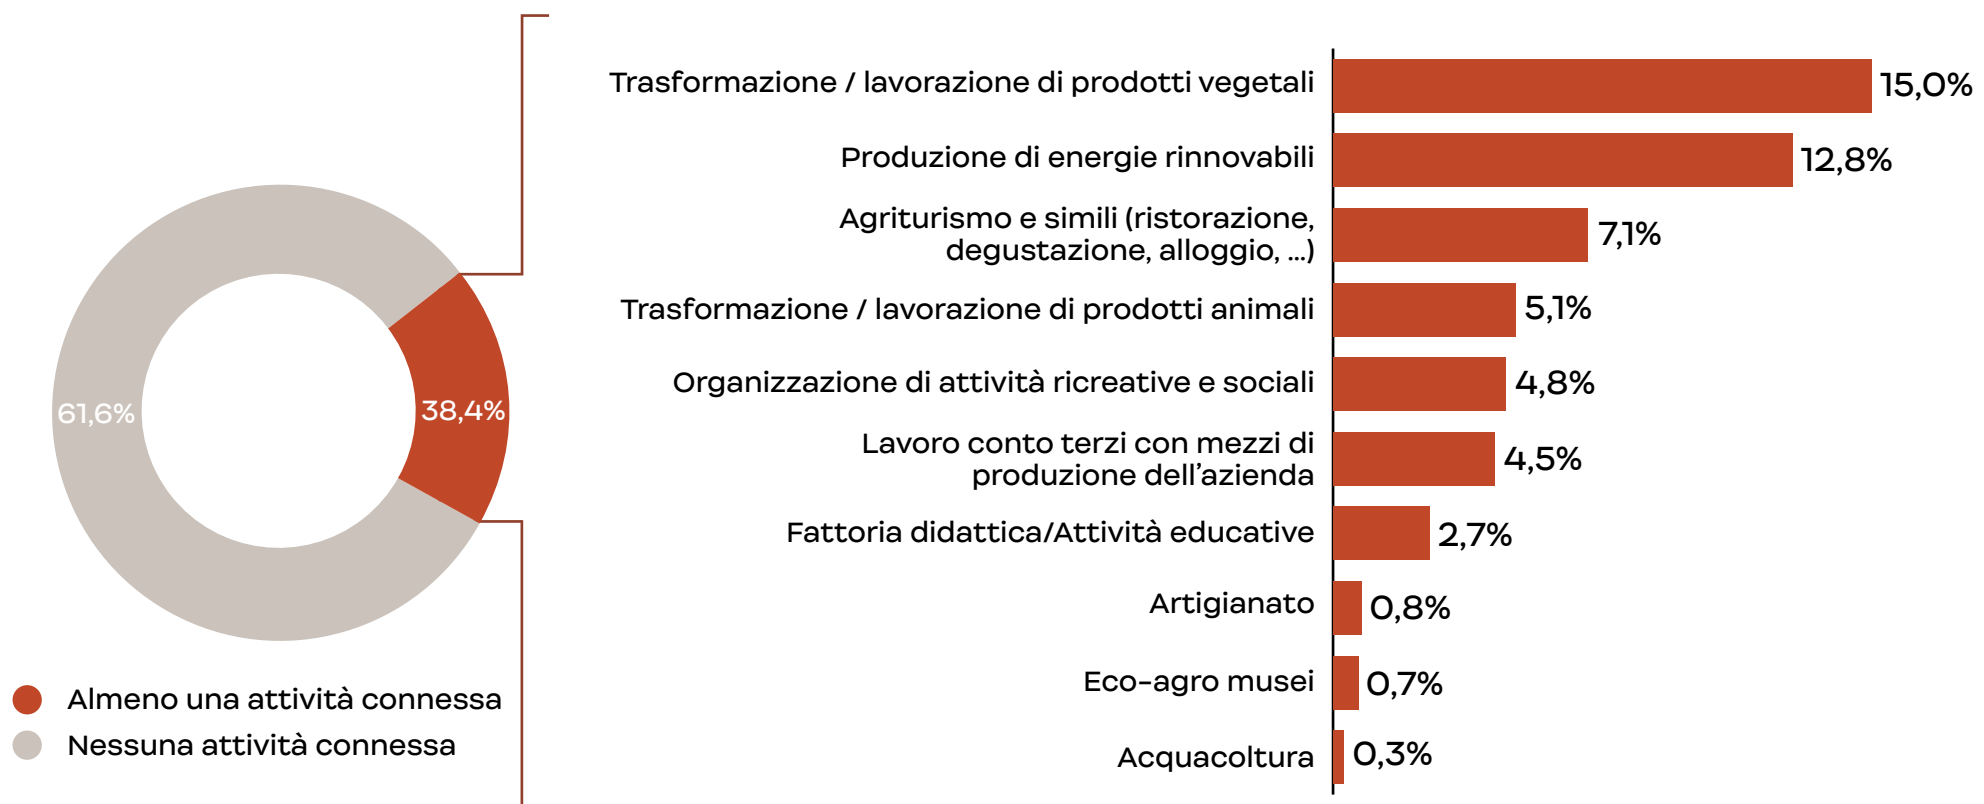 61,6%
38,4%
Almeno una attività connessa
Nessuna attività connessa
Trasformazione / lavorazione di prodotti vegetali
15,0%
Produzione di energie rinnovabili
12,8%
Agriturismo e simili (ristorazione,
degustazione, alloggio, ...)
7,1%
Trasformazione / lavorazione di prodotti animali
5,1%
Organizzazione di attività ricreative e sociali
4,8%
Lavoro conto terzi con mezzi di
produzione dell’azienda
4,5%
Fattoria didattica/Attività educative
2,7%
Artigianato
0,8%
Eco-agro musei
0,7%
Acquacoltura
0,3%